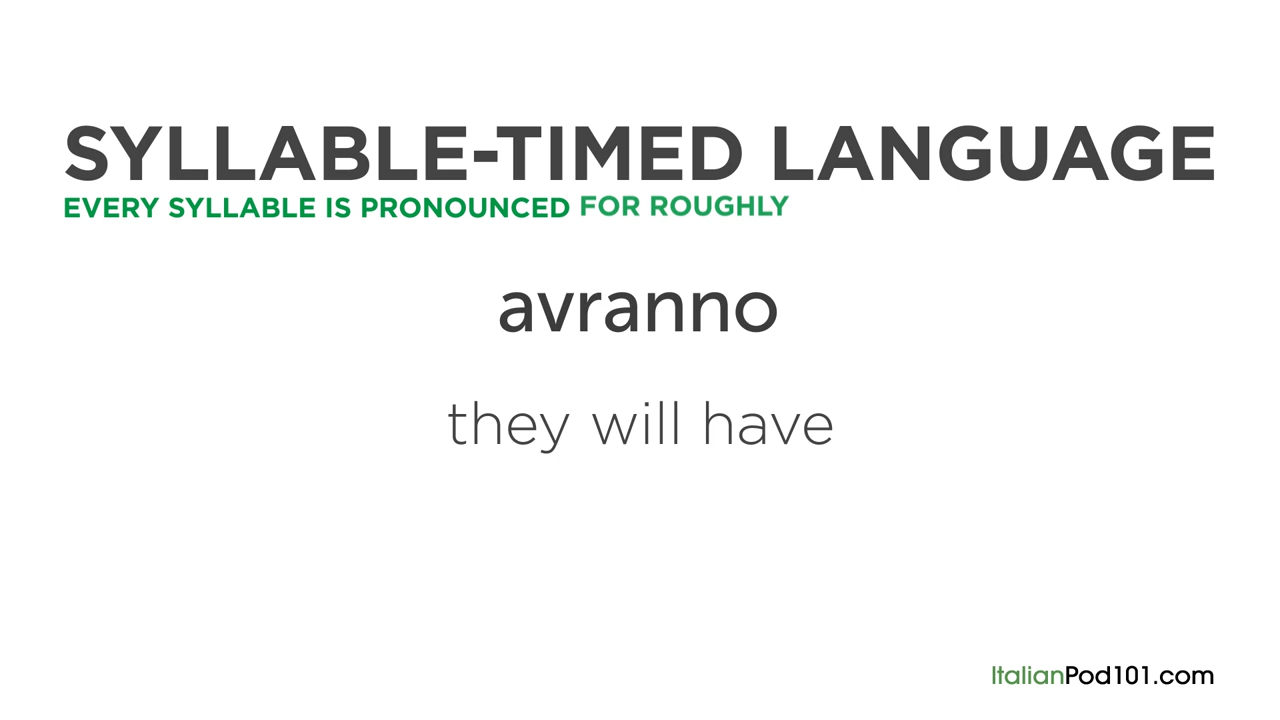 SYLLABLE-TIMED LANGUAGE
EVERY SYLLABLE IS PRONOUNCED FOR ROUGHLY
avranno
they will have
ItalianPod101.com